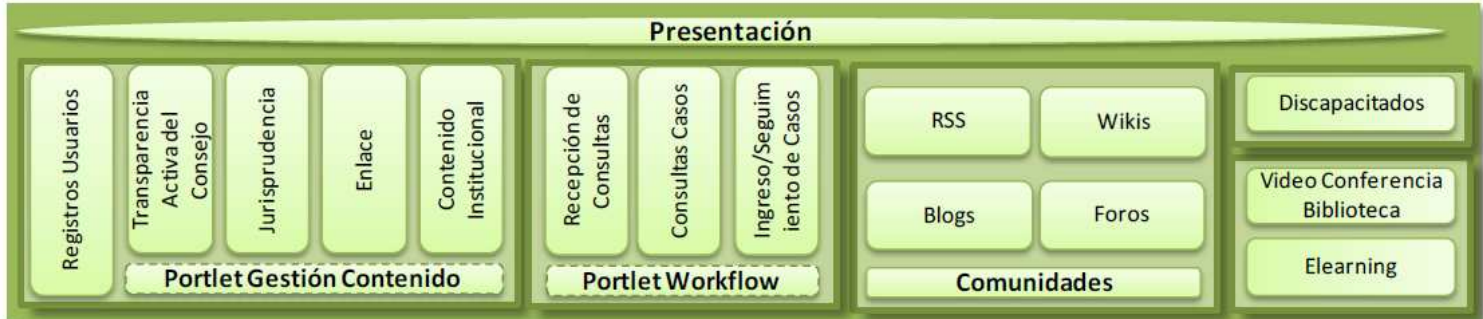 Presentación
Registros Usuarios
Transparencia
Activa del
Consejo
Jurisprudencia
Enlace
Contenido
Institucional
Portlet Gestión Contenido
Recepción de
Consultas
Consultas Casos
Ingreso/Seguim
iento de Casos
Portlet Workflow
RSS
Wikis
Blogs
Foros
Comunidades
Discapacitados
Video Conferencia
Biblioteca
Elearning